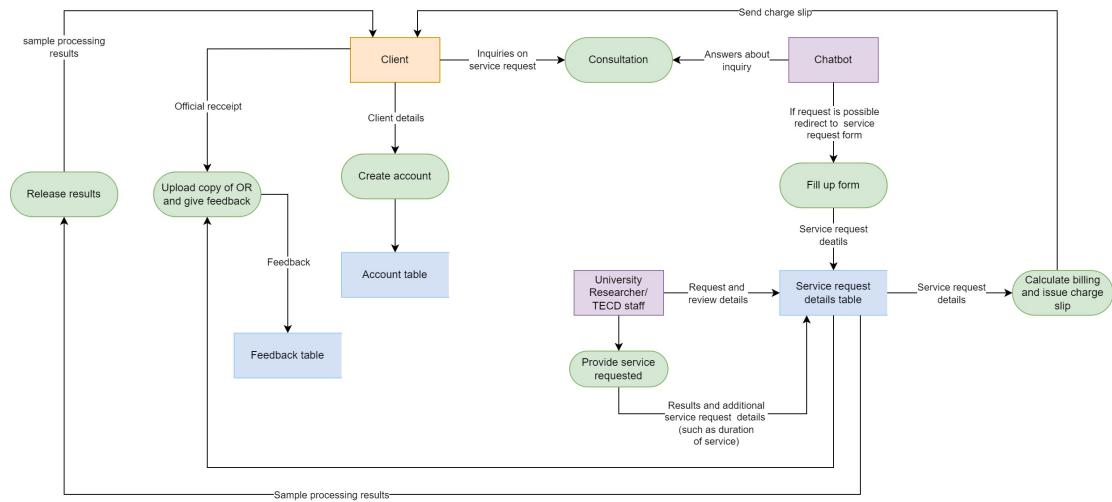 Send charge slip
sample processing
results
Client
Inquiries on
service request
Consultation
Answers about
inquiry
Chatbot
Official recceipt
Client details
If request is possible
redirect to service
request form
Release results
Upload copy of OR
and give feedback
Create account
Fill up form
Service request
deatils
Feedback
Account table
University
Researcher/
TECD staff
Request and
review details
Service request
details table
Service request
details
Calculate billing
and issue charge
slip
Feedback table
Provide service
requested
Results and additional
service request details
(such as duration
of service)
Sample processing results